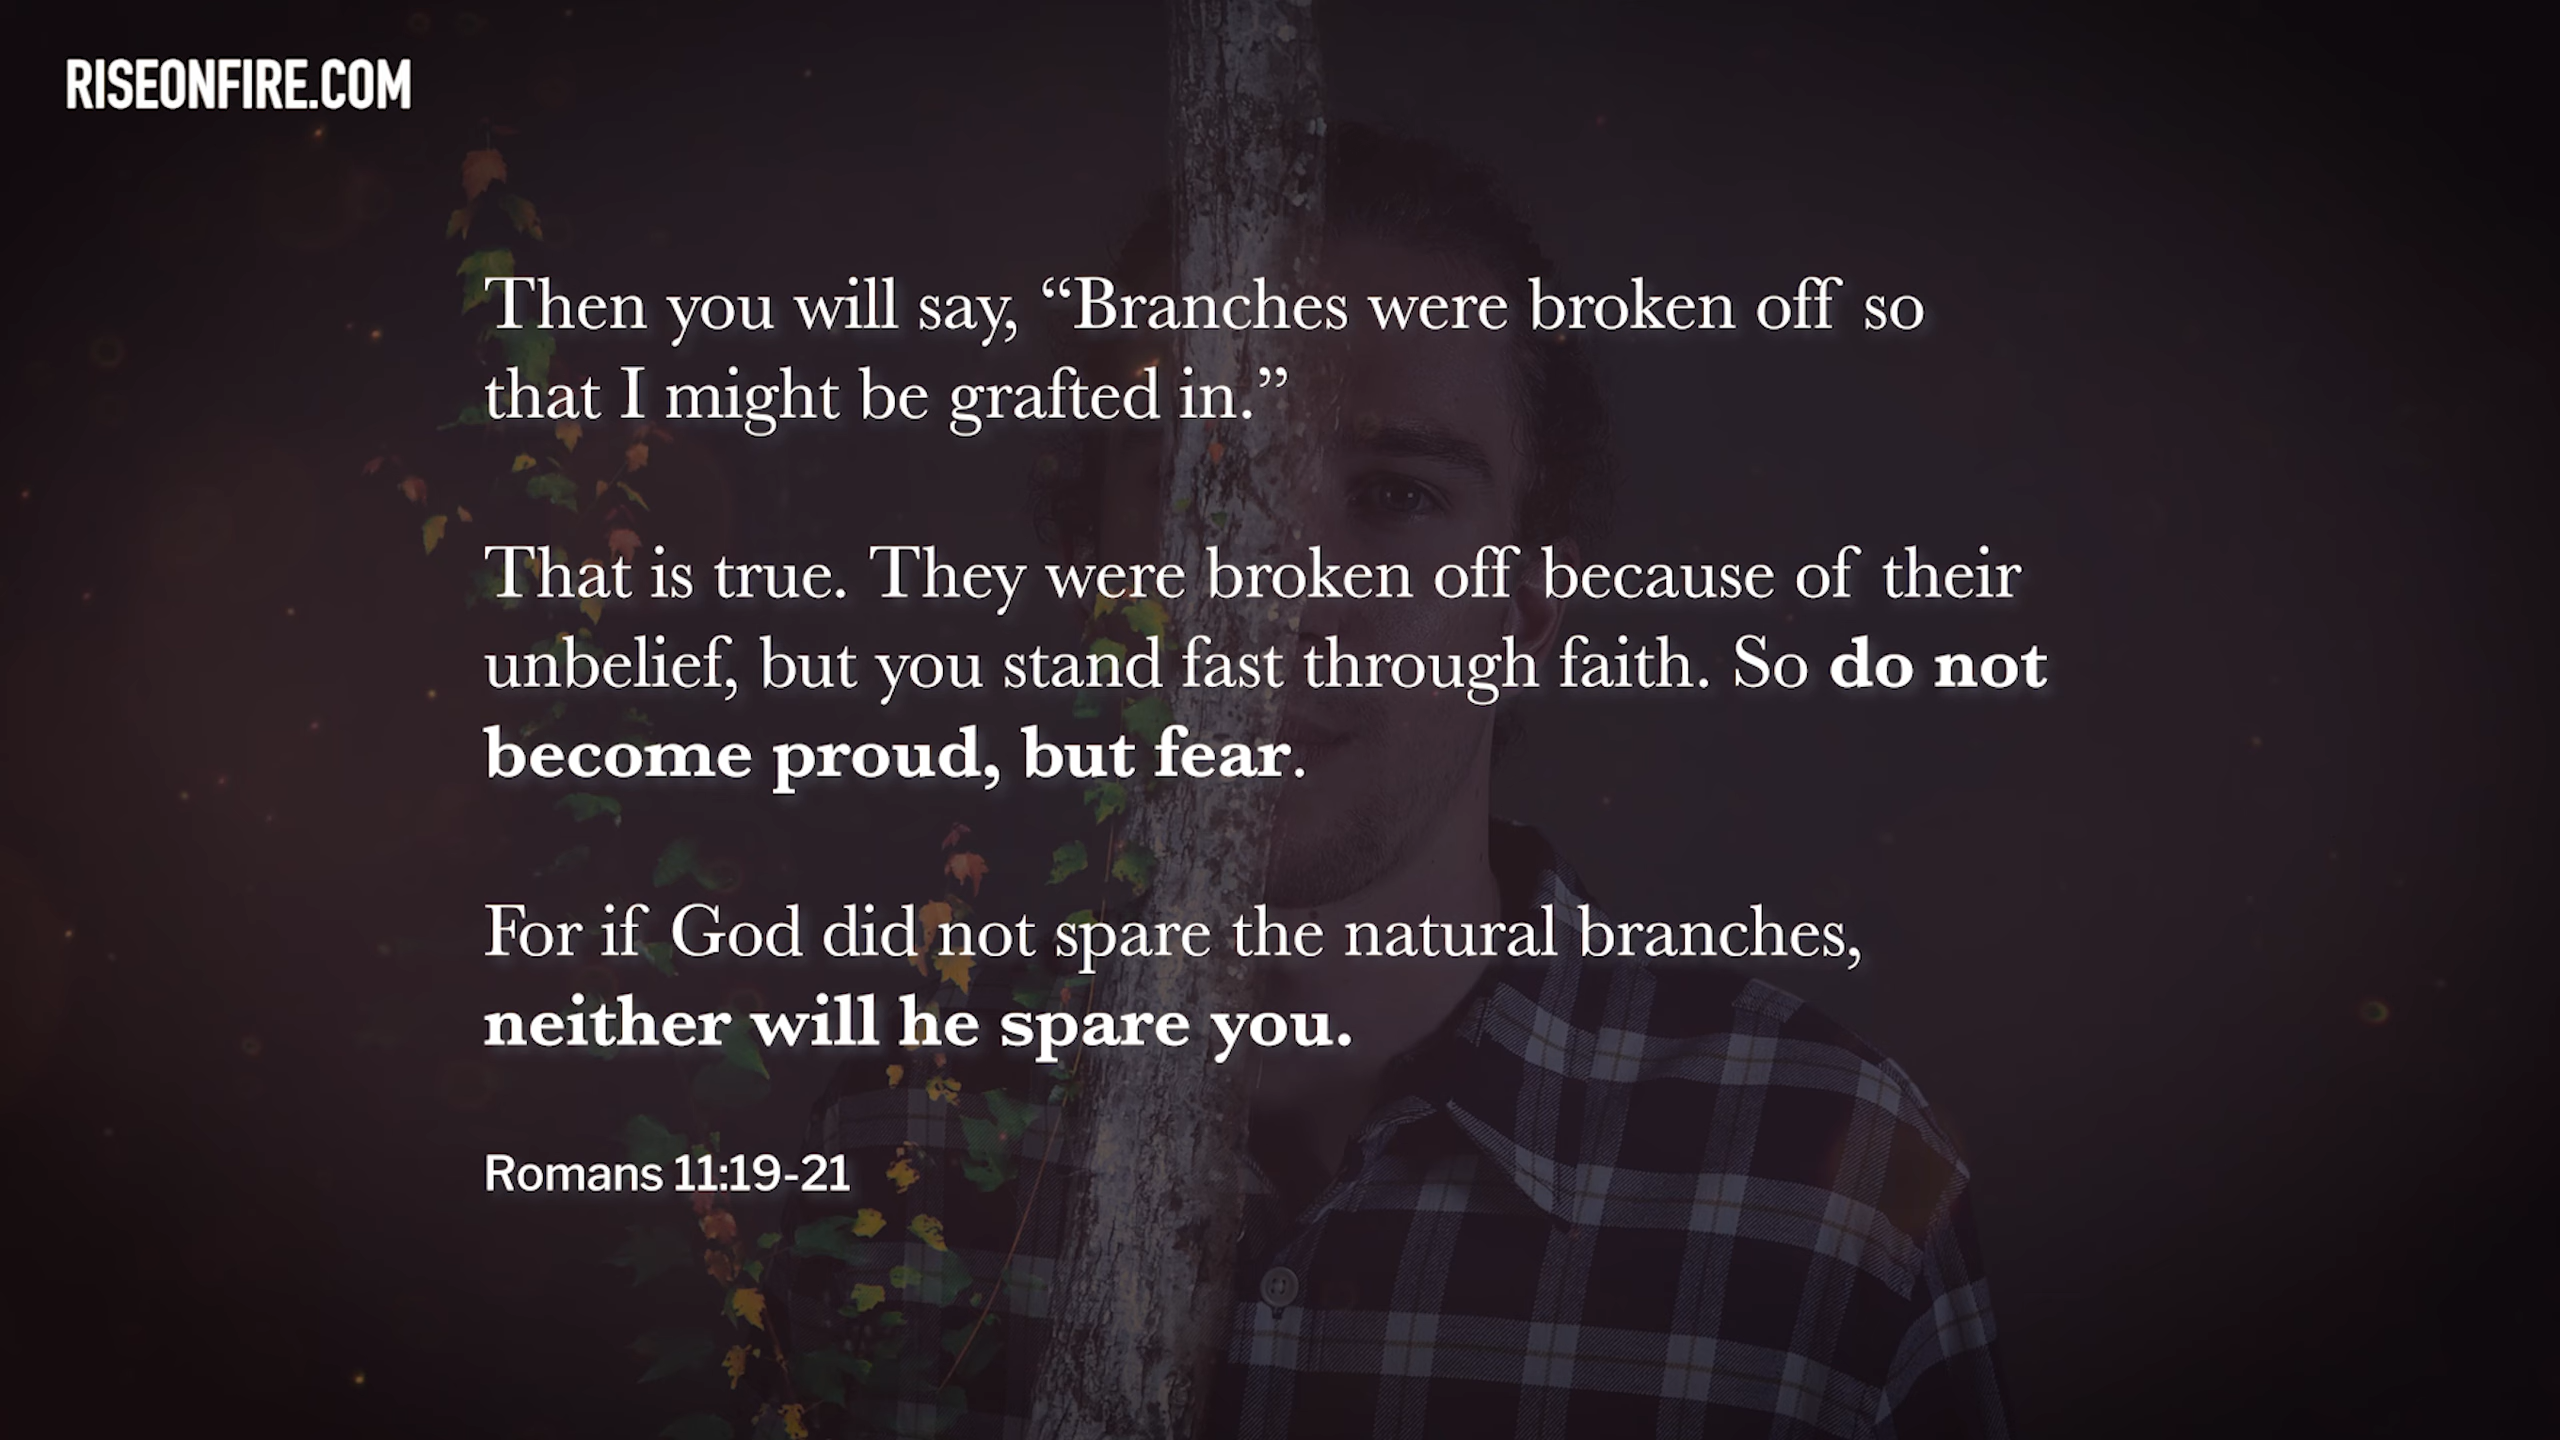 RISEONFIRE.COM
Then you will say, “Branches were broken off so
that I might be grafted in.”
That is true. They were broken off because of their
unbelief, but you stand fast through faith. So do not
become proud, but fear.
For if God did not spare the natural branches,
neither will he spare you.
Romans 11:19-21